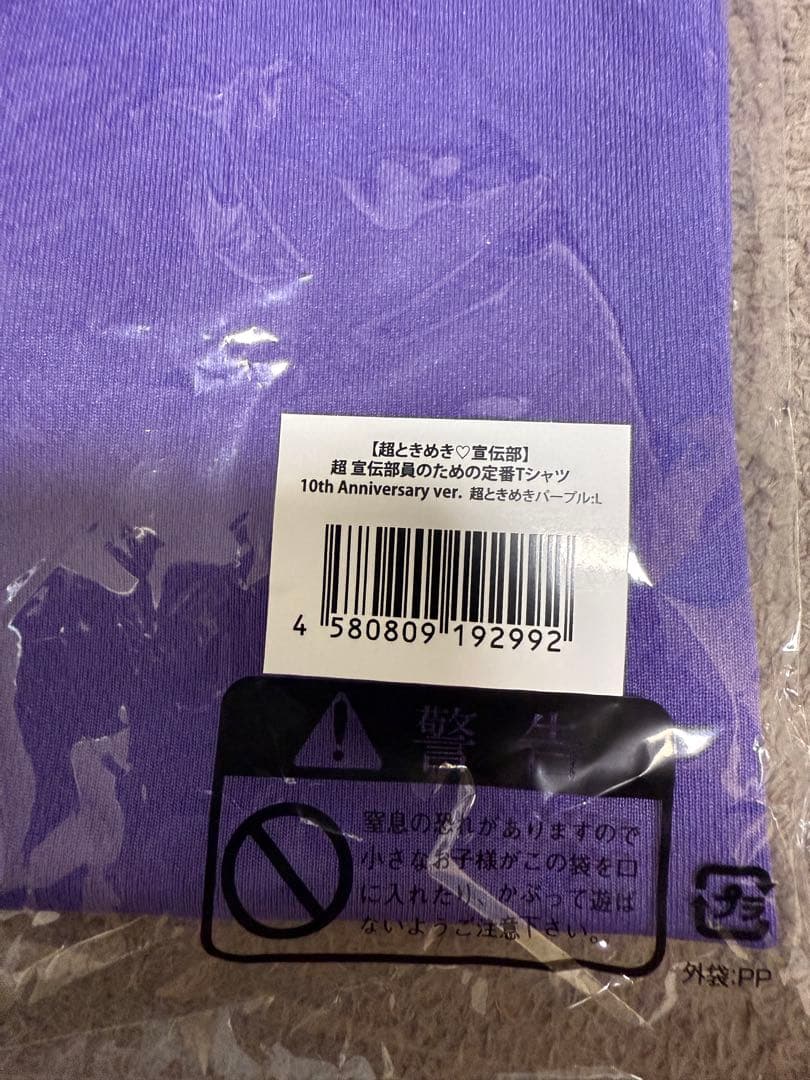 【超ときめき♡宣伝部】
超 宣伝部員のための定番Tシャツ
10th Anniversary ver. 超ときめきパープル:L
4 580809 192992
警告
窒息の恐れがありますので
小さなお子様がこの袋を口
に入れたり、かぶって遊ば
ないようご注意下さい。
プラ
外袋:PP